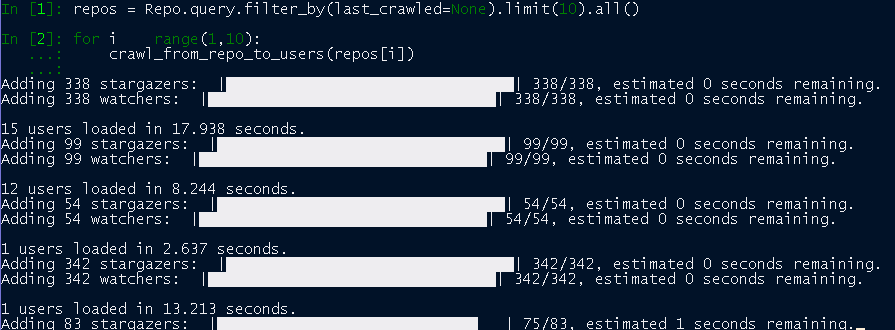 In [1]: repos = Repo.query.filter_by(last_crawled=None).limit(10).all()
In [2]: for i range(1,10):
...: crawl_from_repo_to_users(repos[i])
...:
Adding 338 stargazers: | | 338/338, estimated 0 seconds remaining.
Adding 338 watchers: | | 338/338, estimated 0 seconds remaining.
15 users loaded in 17.938 seconds.
Adding 99 stargazers: | | 99/99, estimated 0 seconds remaining.
Adding 99 watchers: | | 99/99, estimated 0 seconds remaining.
12 users loaded in 8.244 seconds.
Adding 54 stargazers: | | 54/54, estimated 0 seconds remaining.
Adding 54 watchers: | | 54/54, estimated 0 seconds remaining.
1 users loaded in 2.637 seconds.
Adding 342 stargazers: | | 342/342, estimated 0 seconds remaining.
Adding 342 watchers: | | 342/342, estimated 0 seconds remaining.
1 users loaded in 13.213 seconds.
Adding 83 stargazers: | | 75/83, estimated 1 seconds remaining.